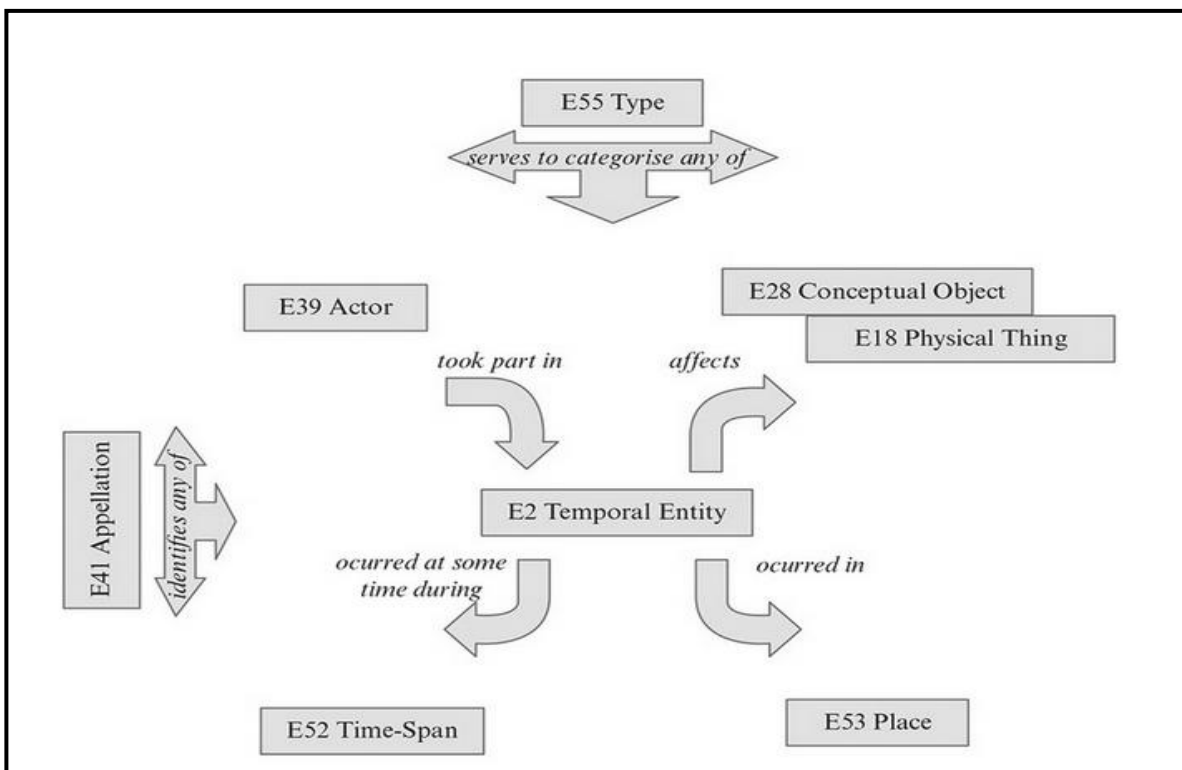 E55 Type
serves to categorise any of
E39 Actor
E28 Conceptual Object
E18 Physical Thing
took part in
affects
E41 Appellation
identifies any of
E2 Temporal Entity
ocurred at some
time during
ocurred in
E52 Time-Span
E53 Place